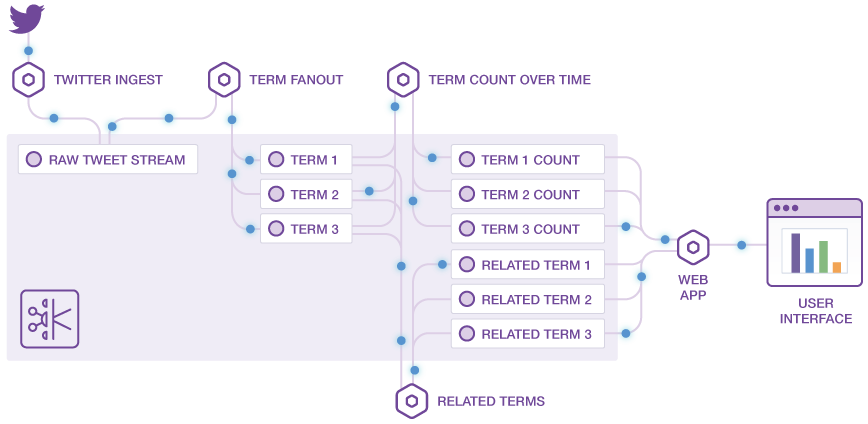 TWITTER INGEST
TERM FANOUT
TERM COUNT OVER TIME
RAW TWEET STREAM
TERM 1
TERM 2
TERM 3
TERM 1 COUNT
TERM 2 COUNT
TERM 3 COUNT
RELATED TERM 1
RELATED TERM 2
RELATED TERM 3
WEB
APP
USER
INTERFACE
RELATED TERMS